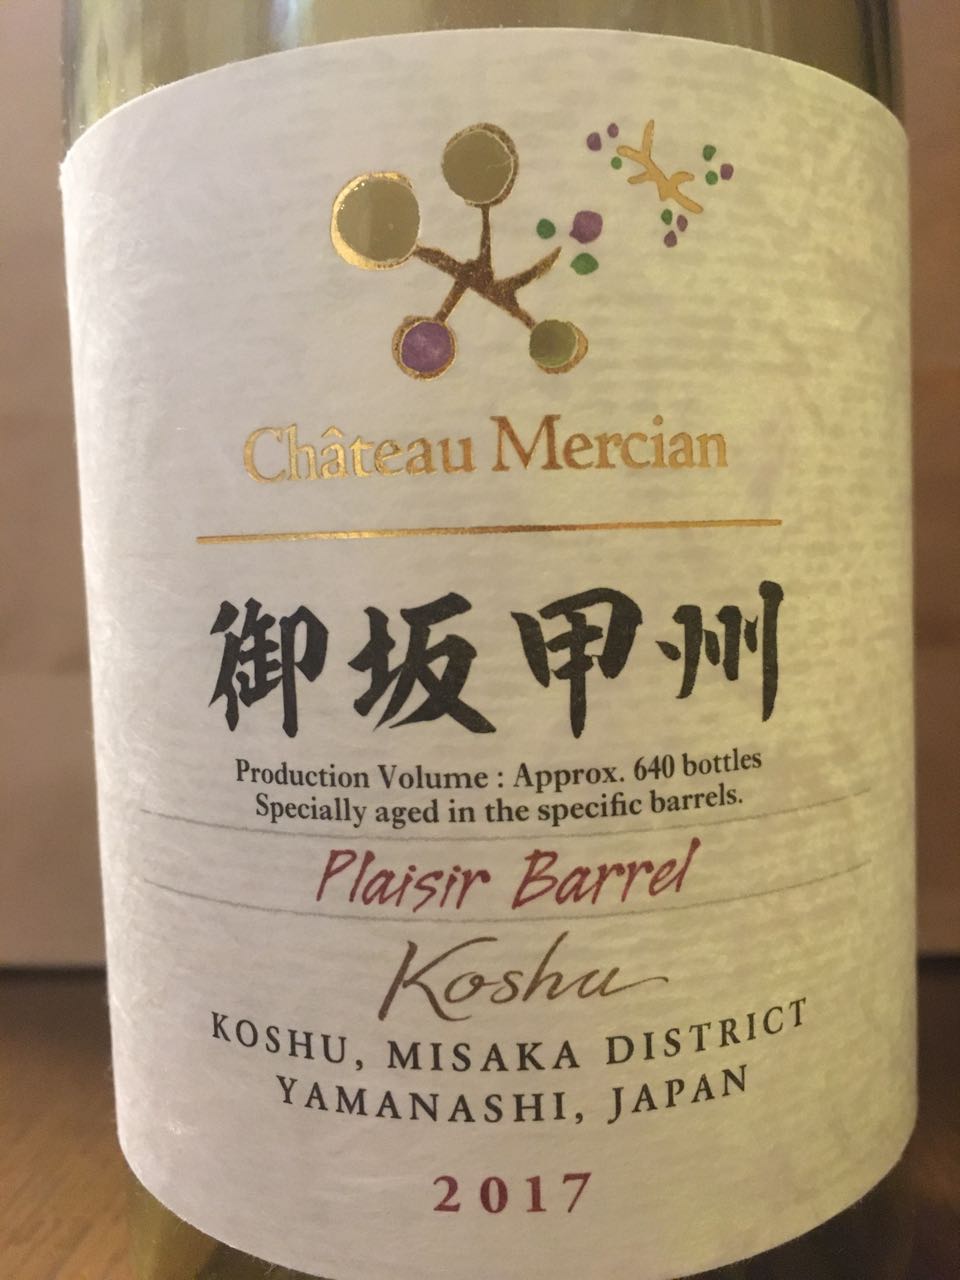 Château Mercian
御坂甲州
Production Volume : Approx. 640 bottles
Specially aged in the specific barrels.
Plaisir Barrel
Koshu
KOSHU, MISAKA DISTRICT
YAMANASHI, JAPAN
2017